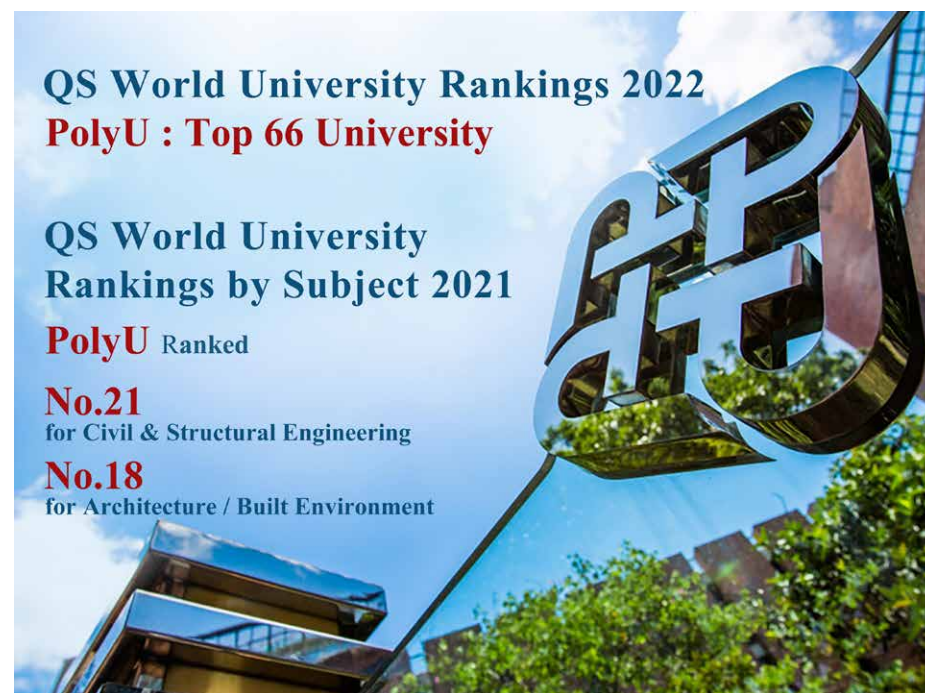 QS World University Rankings 2022
PolyU : Top 66 University
QS World University
Rankings by Subject 2021
PolyU Ranked
No.21
for Civil & Structural Engineering
No.18
for Architecture / Built Environment